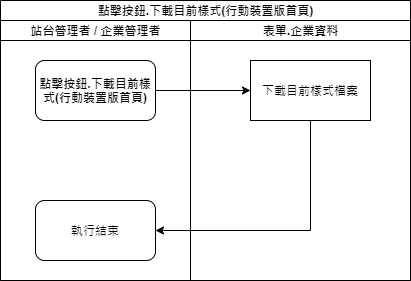 點擊按鈕.下載目前樣式(行動裝置版首頁)
站台管理者 / 企業管理者
表單.企業資料
點擊按鈕.下載目前樣
式(行動裝置版首頁)
下載目前樣式檔案
執行結束